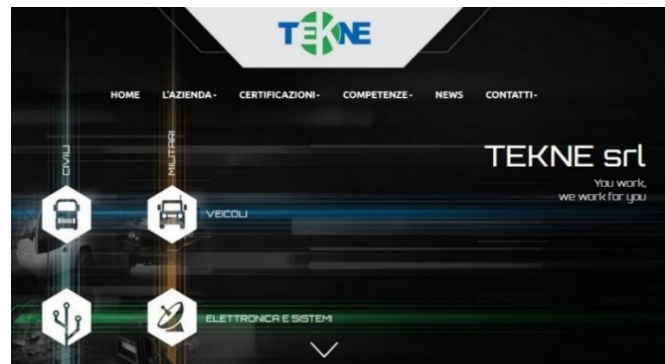 TEKNE
HOME L'AZIENDA CERTIFICAZIONI COMPETENZE NEWS CONTATTI
TEKNE srl
You work,
we work for you
CIVILI
MILITARI
VEICOLI
ELETTRONICA E SISTEMI